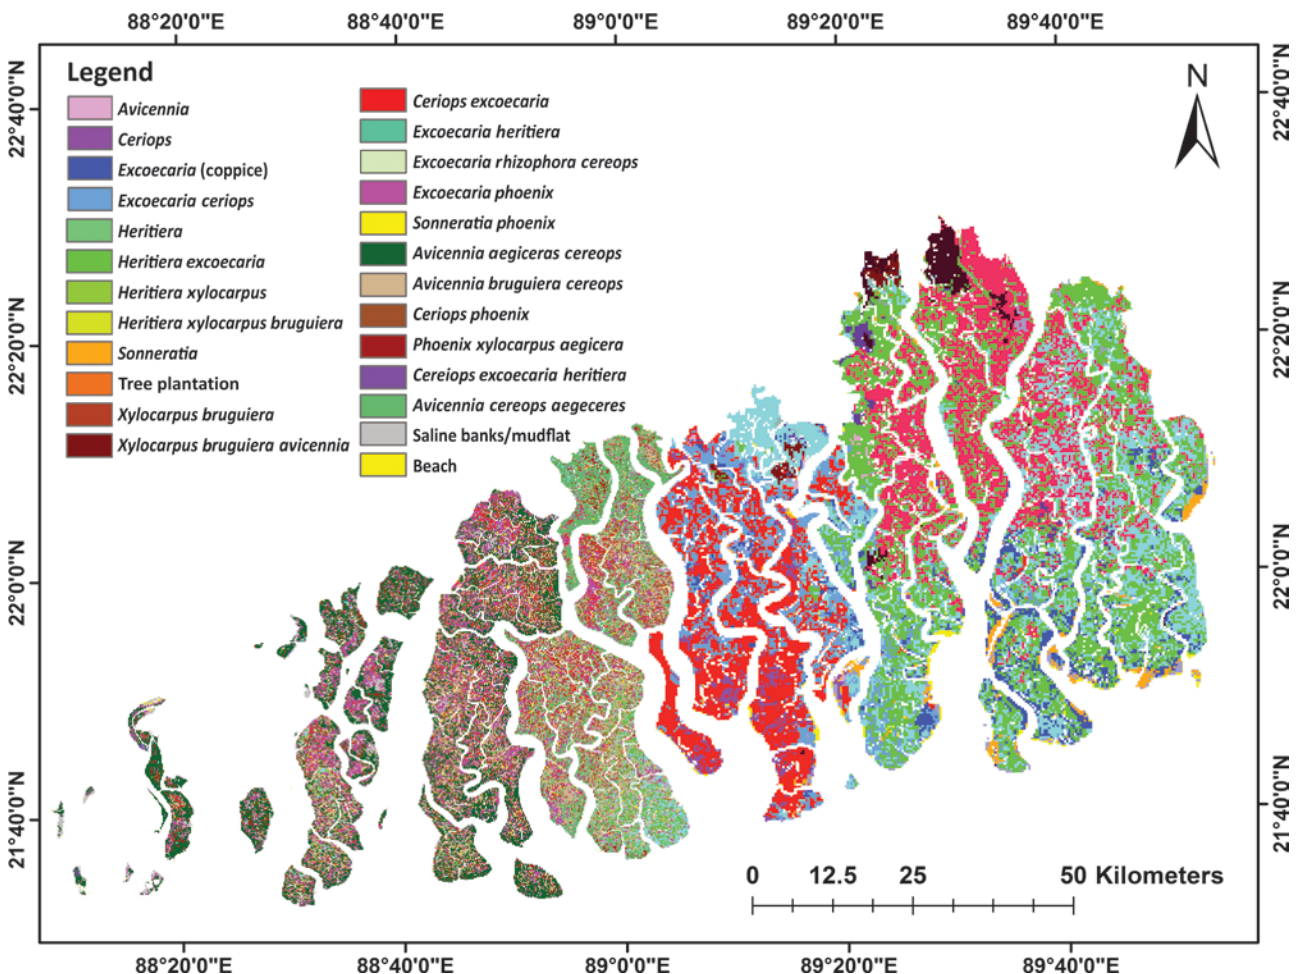 88°20'0"E 88°40'0"E 89°0'0"E 89°20'0"E 89°40'0"E
22°40'0"N
22°20'0"N
22°0'0"N
21°40'0"N
Legend
Avicennia
Ceriops
Excoecaria (coppice)
Excoecaria ceriops
Heritiera
Heritiera excoecaria
Heritiera xylocarpus
Heritiera xylocarpus bruguiera
Sonneratia
Tree plantation
Xylocarpus bruguiera
Xylocarpus bruguiera avicennia
Ceriops excoecaria
Excoecaria heritiera
Excoecaria rhizophora cereops
Excoecaria phoenix
Sonneratia phoenix
Avicennia aegiceras cereops
Avicennia bruguiera cereops
Ceriops phoenix
Phoenix xylocarpus aegicera
Cereiops excoecaria heritiera
Avicennia cereops aegeceres
Saline banks/mudflat
Beach
N
22°40'0"N
22°20'0"N
22°0'0"N
21°40'0"N
0 12.5 25 50 Kilometers
88°20'0"E 88°40'0"E 89°0'0"E 89°20'0"E 89°40'0"E